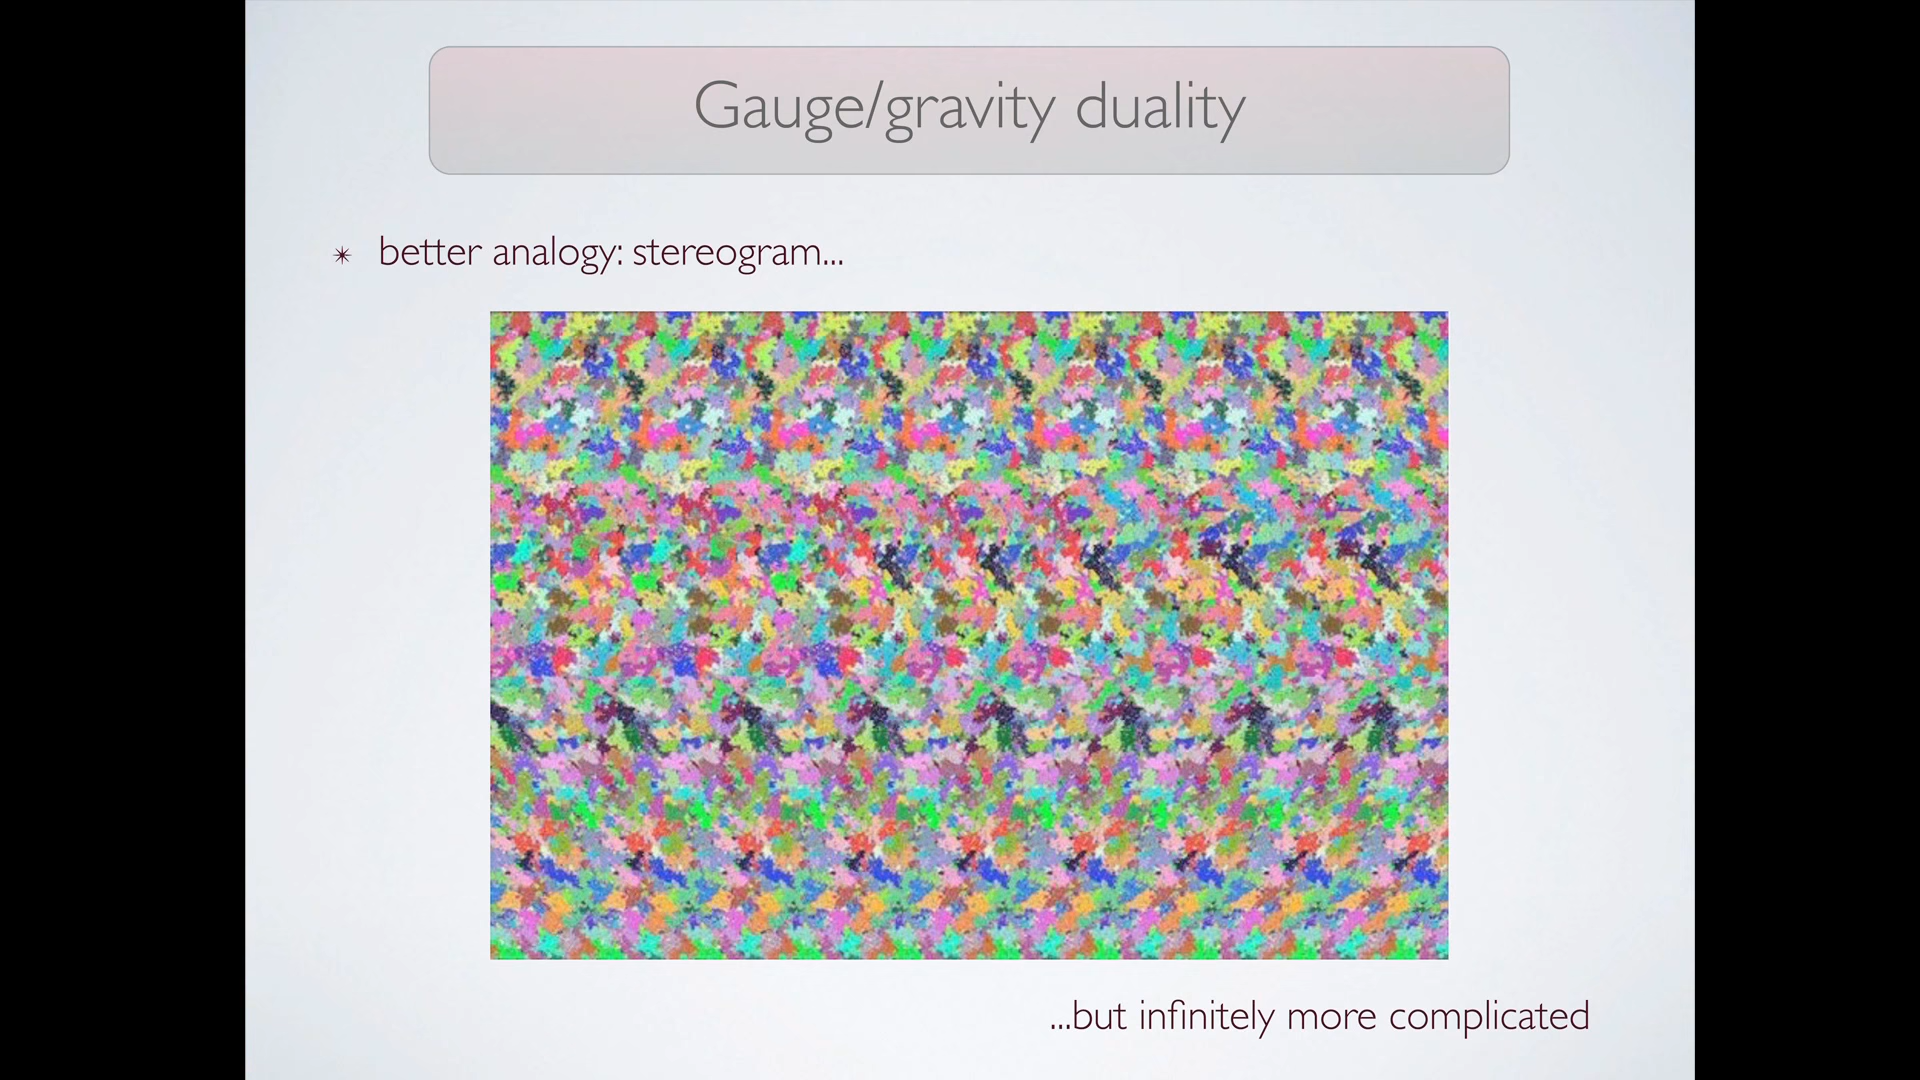 Gauge/gravity duality
✴ better analogy: stereogram...
...but infinitely more complicated